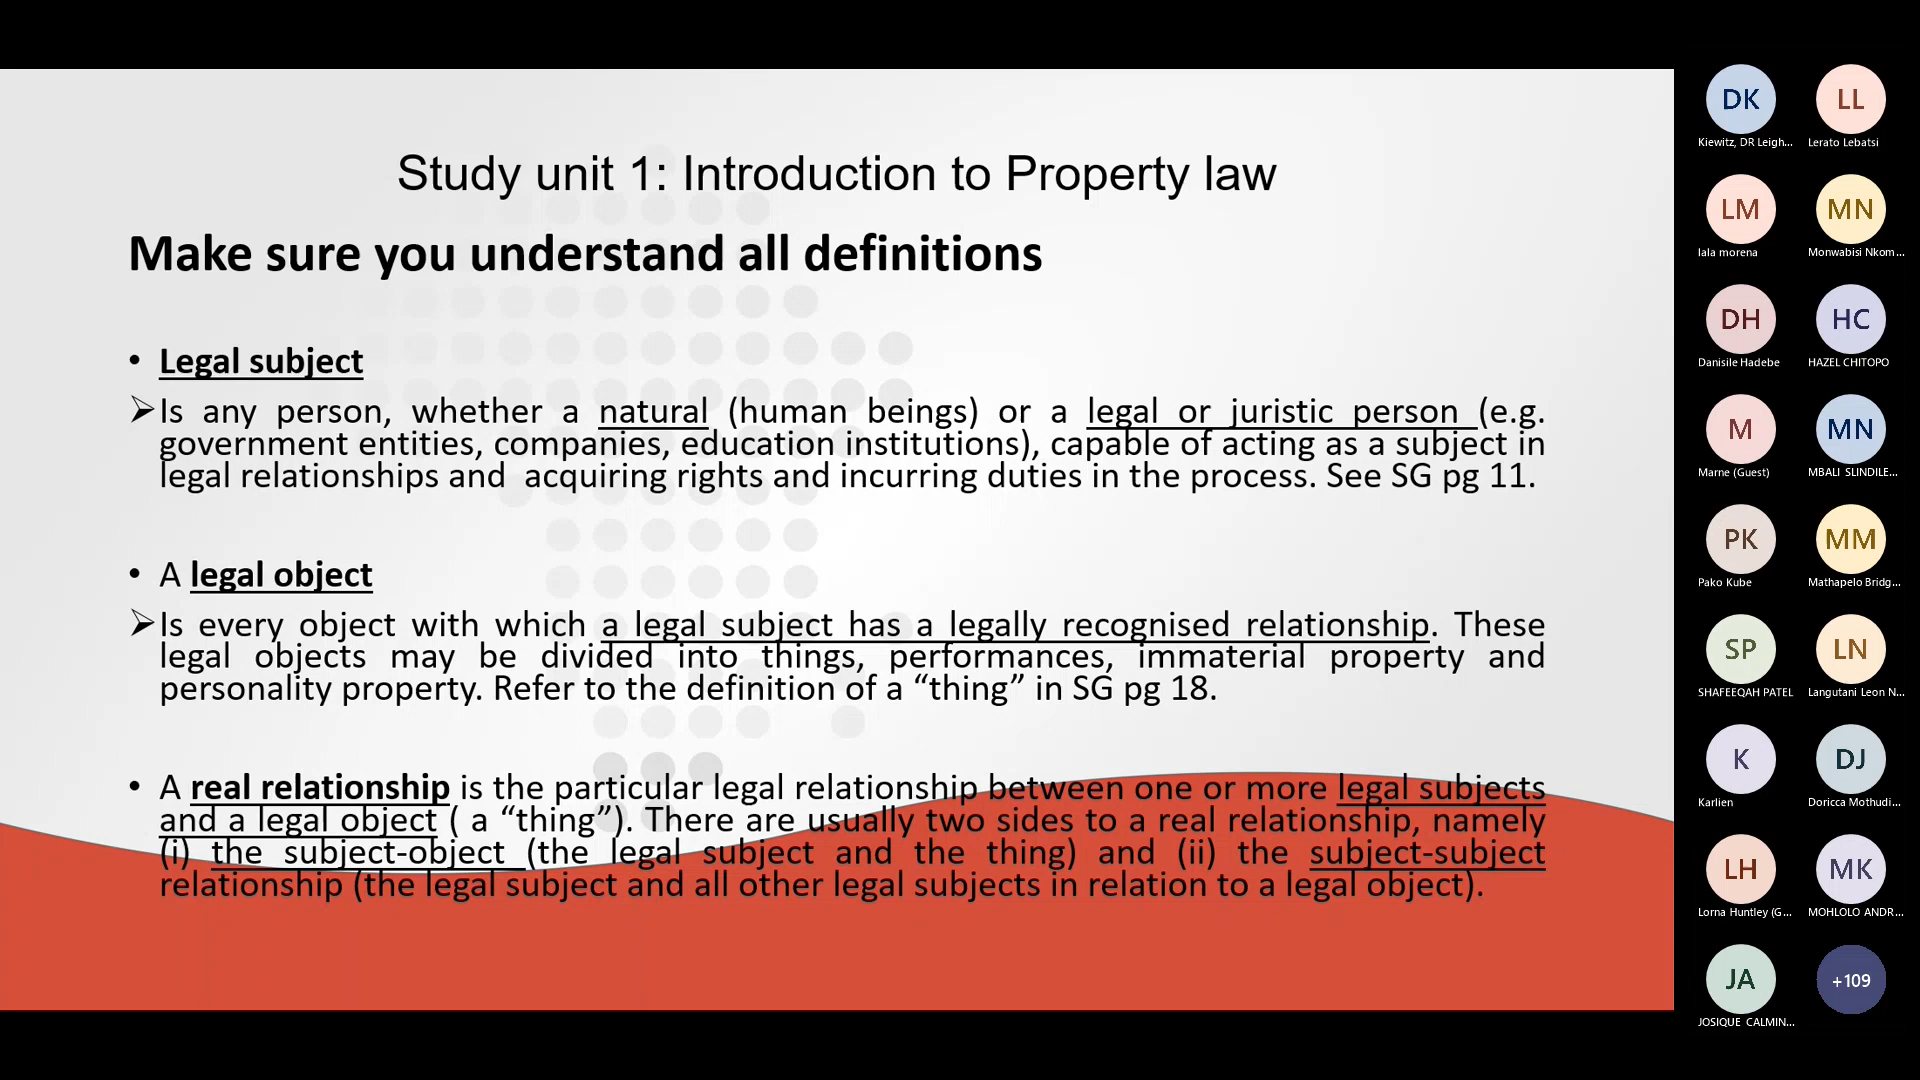 Study unit 1: Introduction to Property law
Make sure you understand all definitions
• Legal subject
➢Is any person, whether a natural (human beings) or a legal or juristic person (e.g.
government entities, companies, education institutions), capable of acting as a subject in
legal relationships and  acquiring rights and incurring duties in the process. See SG pg 11.
• A legal object
➢Is every object with which a legal subject has a legally recognised relationship. These
legal objects may be divided into things, performances, immaterial property and
personality property. Refer to the definition of a “thing” in SG pg 18.
• A real relationship is the particular legal relationship between one or more legal subjects
and a legal object ( a “thing”). There are usually two sides to a real relationship, namely
(i) the subject-object (the legal subject and the thing) and (ii) the subject-subject
relationship (the legal subject and all other legal subjects in relation to a legal object).
DK LL
Kiewitz, DR Leigh... Lerato Lebatsi
LM MN
lala morena Monwabisi Nkom...
DH HC
Danisile Hadebe HAZEL CHITOPO
M MN
Marne (Guest) MBALI SLINDILE...
PK MM
Pako Kube Mathapelo Bridg...
SP LN
SHAFEEQAH PATEL Langutani Leon N...
K DJ
Karlien Doricca Mothudi...
LH MK
Lorna Huntley (G... MOHLOLO ANDR...
JA +109
JOSIQUE CALMIN...